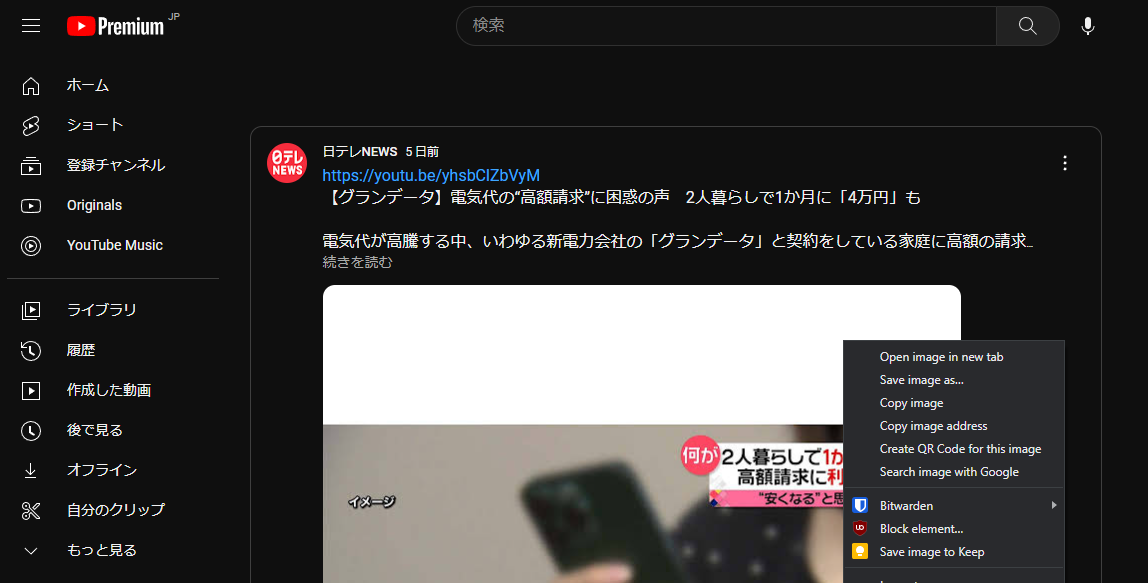 Premium JP
検索
ホーム
ショート
登録チャンネル
Originals
YouTube Music
ライブラリ
履歴
作成した動画
後で見る
オフライン
自分のクリップ
もっと見る
日テレ NEWS
日テレNEWS 5 日前
https://youtu.be/yhsbCIZbVyM
【グランデータ】電気代の“高額請求”に困惑の声 2人暮らしで1か月に「4万円」も
電気代が高騰する中、いわゆる新電力会社の「グランデータ」と契約をしている家庭に高額の請求...
続きを読む
イメージ
何が
2人暮らしで1か
高額請求に利
“安くなる”と思
Open image in new tab
Save image as...
Copy image
Copy image address
Create QR Code for this image
Search image with Google
Bitwarden
Block element...
Save image to Keep